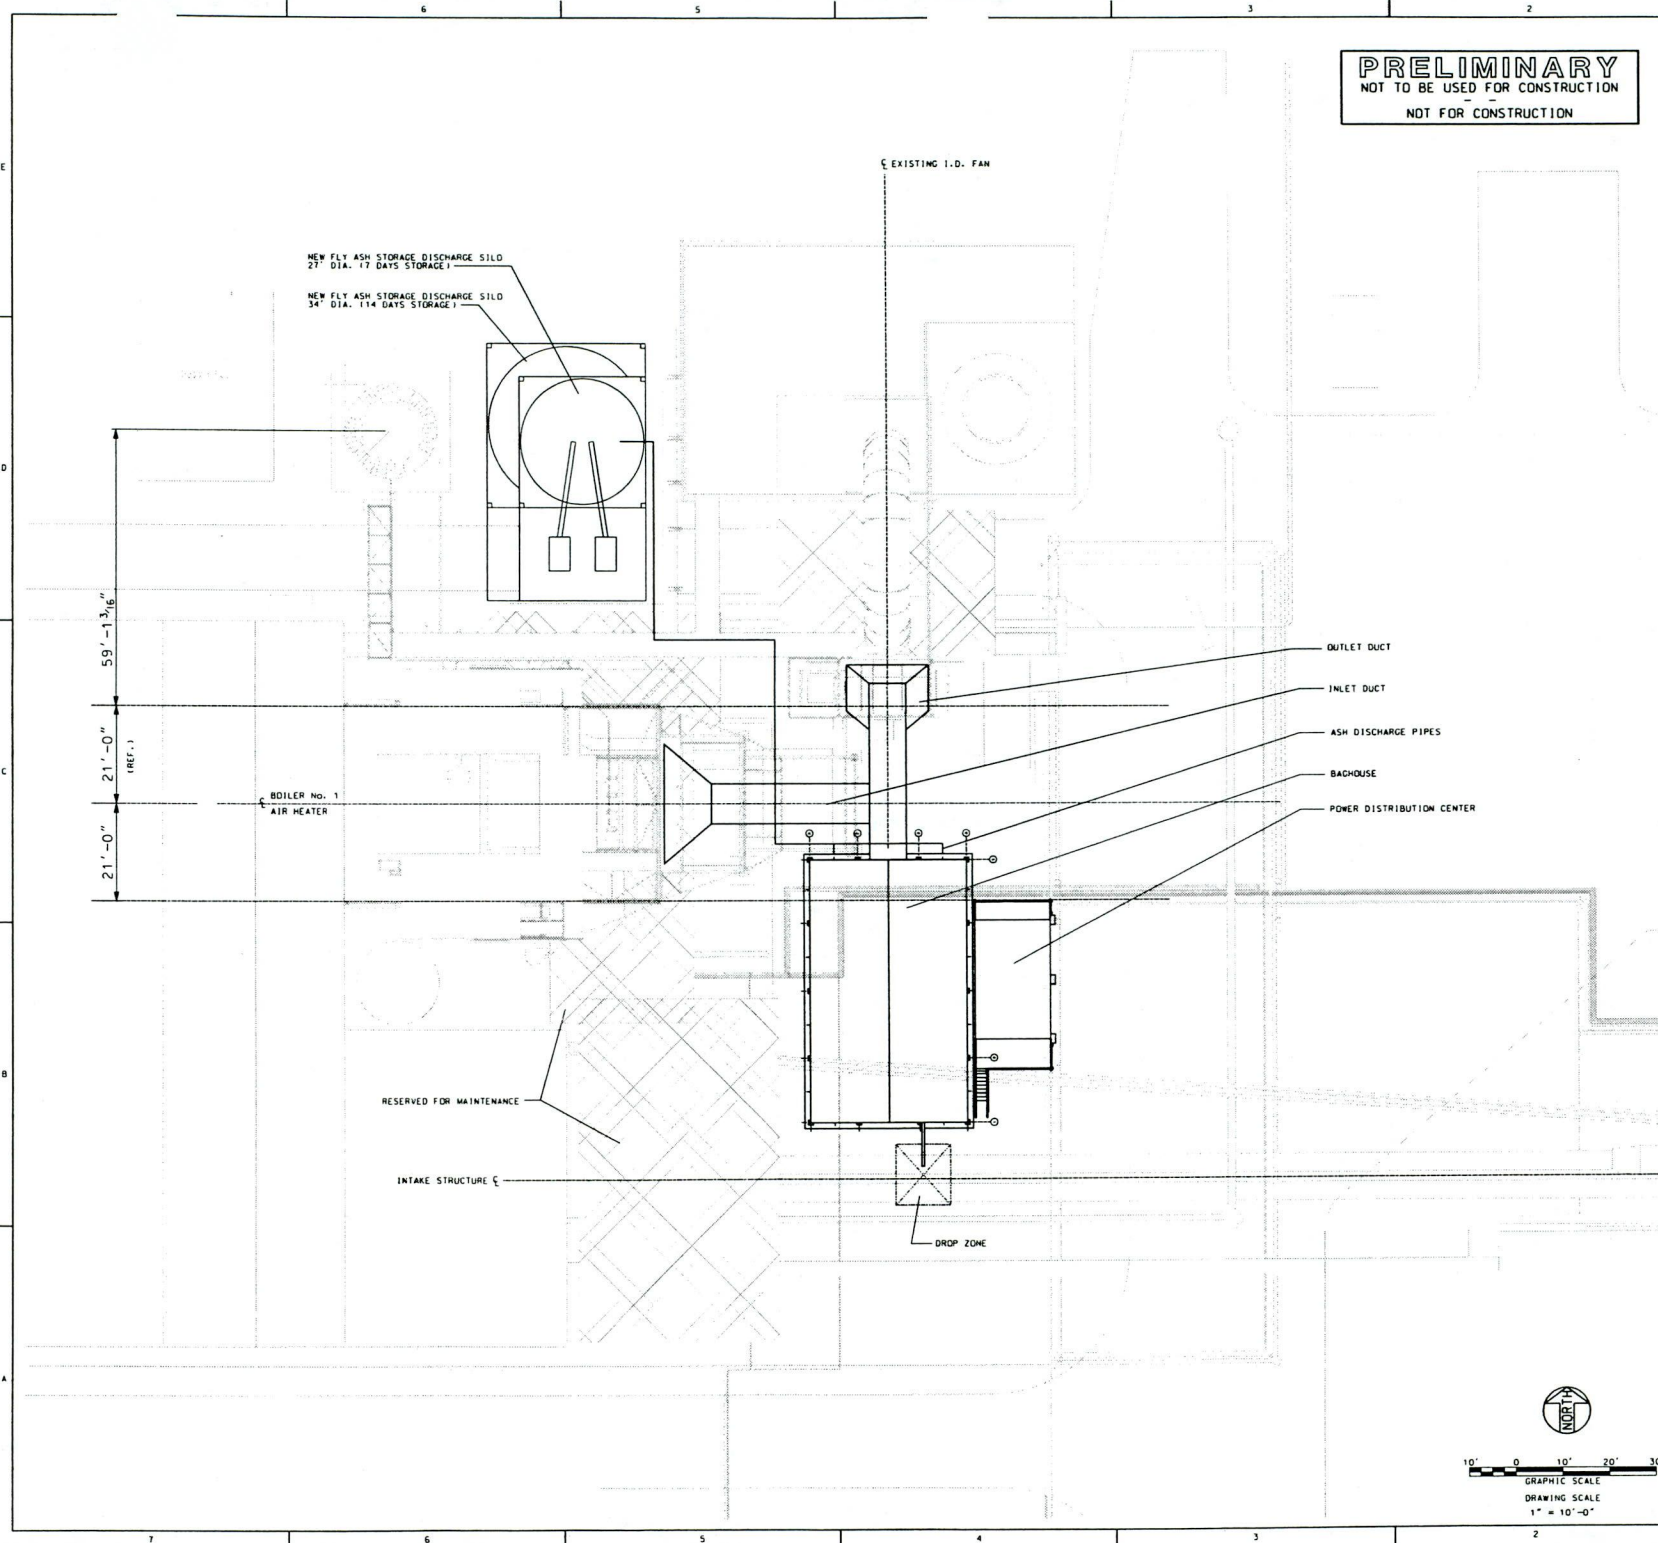 6 5 3 2
PRELIMINARY
NOT TO BE USED FOR CONSTRUCTION
- -
NOT FOR CONSTRUCTION
E
℄ EXISTING I.D. FAN
NEW FLY ASH STORAGE DISCHARGE SILO
27' DIA. (7 DAYS STORAGE)
NEW FLY ASH STORAGE DISCHARGE SILO
34' DIA. (14 DAYS STORAGE)
D
59'-1 3/16"
OUTLET DUCT
INLET DUCT
21'-0"
(REF.)
ASH DISCHARGE PIPES
C
BAGHOUSE
℄ BOILER No. 1
AIR HEATER
POWER DISTRIBUTION CENTER
21'-0"
B
RESERVED FOR MAINTENANCE
INTAKE STRUCTURE ℄
DROP ZONE
A
NORTH
10' 0 10' 20' 30
GRAPHIC SCALE
DRAWING SCALE
1" = 10'-0"
7 6 5 4 3 2